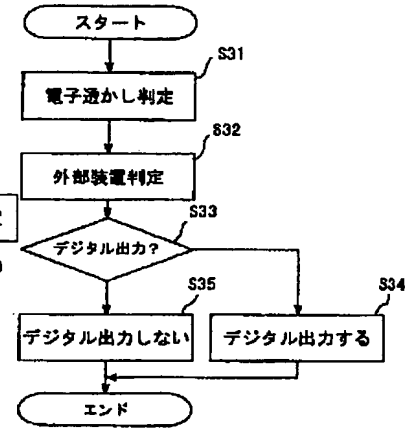 スタート
S31
電子透かし判定
S32
外部装置判定
S33
デジタル出力?
S35
S34
デジタル出力しない
デジタル出力する
エンド